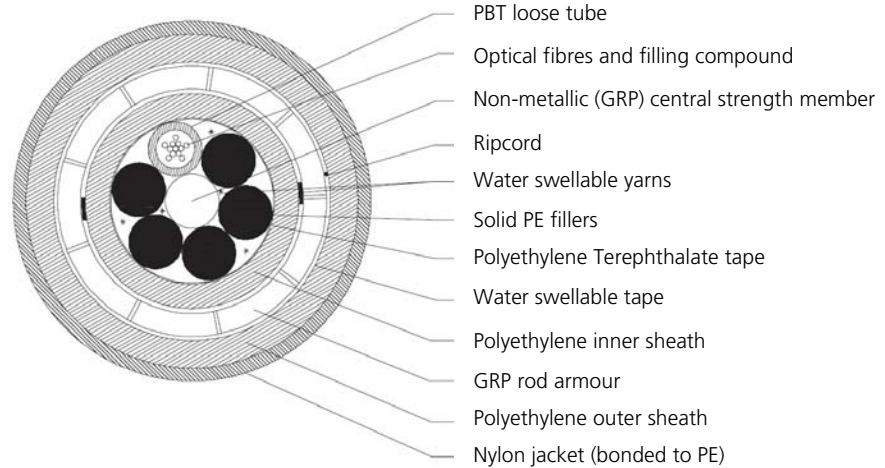 PBT loose tube
Optical fibres and filling compound
Non-metallic (GRP) central strength member
Ripcord
Water swellable yarns
Solid PE fillers
Polyethylene Terephthalate tape
Water swellable tape
Polyethylene inner sheath
GRP rod armour
Polyethylene outer sheath
Nylon jacket (bonded to PE)